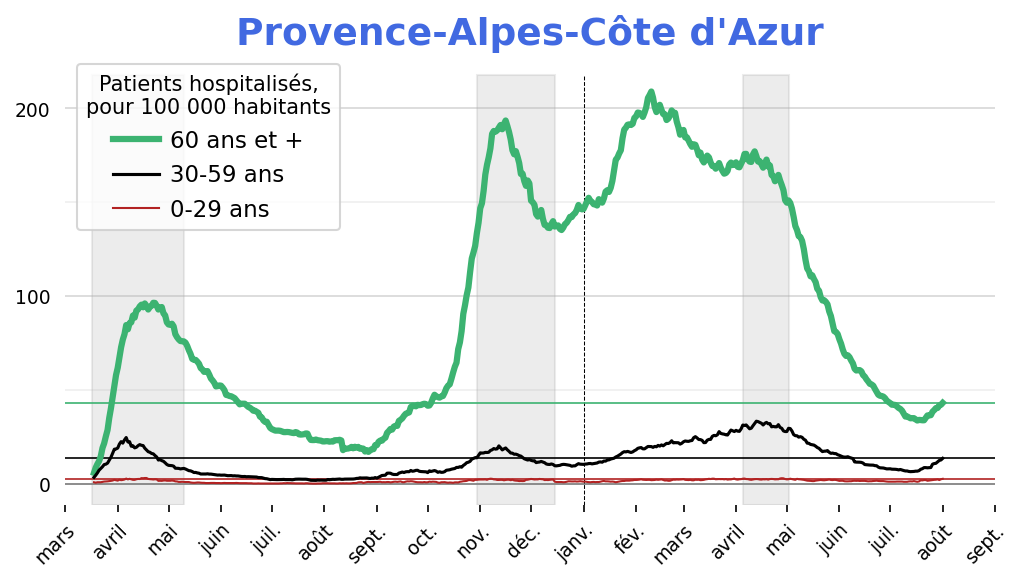 Provence-Alpes-Côte d'Azur
Patients hospitalisés,
pour 100 000 habitants
60 ans et +
30-59 ans
0-29 ans
200
100
0
mars
avril
mai
juin
juil.
août
sept.
oct.
nov.
déc.
janv.
fév.
mars
avril
mai
juin
juil.
août
sept.